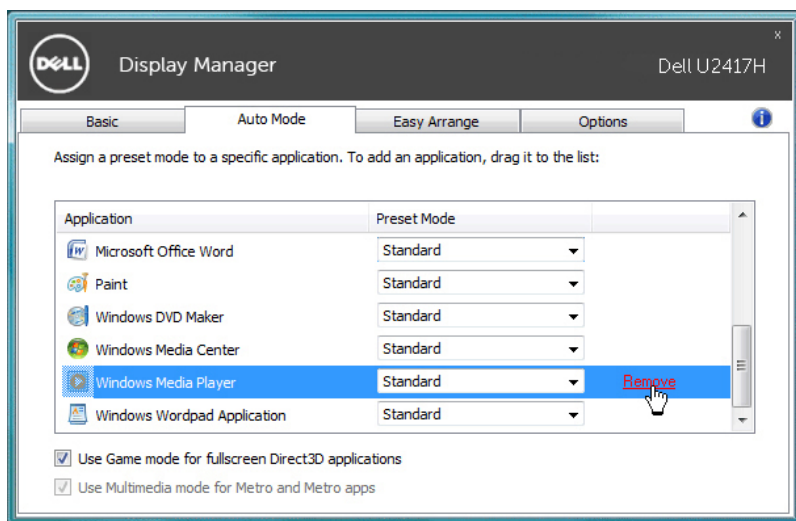 x
DELL Display Manager Dell U2417H
Basic Auto Mode Easy Arrange Options
Assign a preset mode to a specific application. To add an application, drag it to the list:
Application Preset Mode
Microsoft Office Word Standard
Paint Standard
Windows DVD Maker Standard
Windows Media Center Standard
Windows Media Player Standard Remove
Windows Wordpad Application Standard
Use Game mode for fullscreen Direct3D applications
Use Multimedia mode for Metro and Metro apps